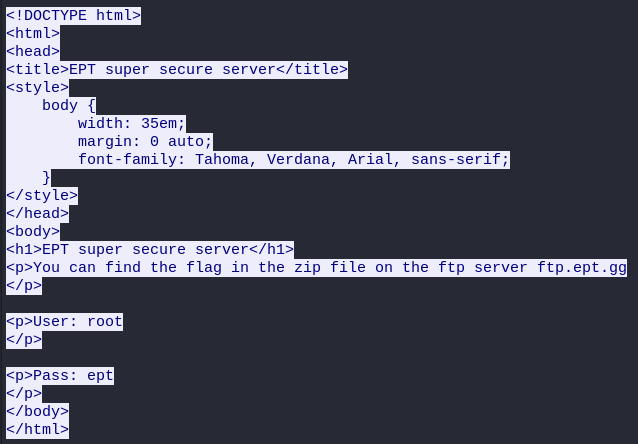 <!DOCTYPE html>
<html>
<head>
<title>EPT super secure server</title>
<style>
    body {
        width: 35em;
        margin: 0 auto;
        font-family: Tahoma, Verdana, Arial, sans-serif;
    }
</style>
</head>
<body>
<h1>EPT super secure server</h1>
<p>You can find the flag in the zip file on the ftp server ftp.ept.gg
</p>

<p>User: root
</p>

<p>Pass: ept
</p>
</body>
</html>